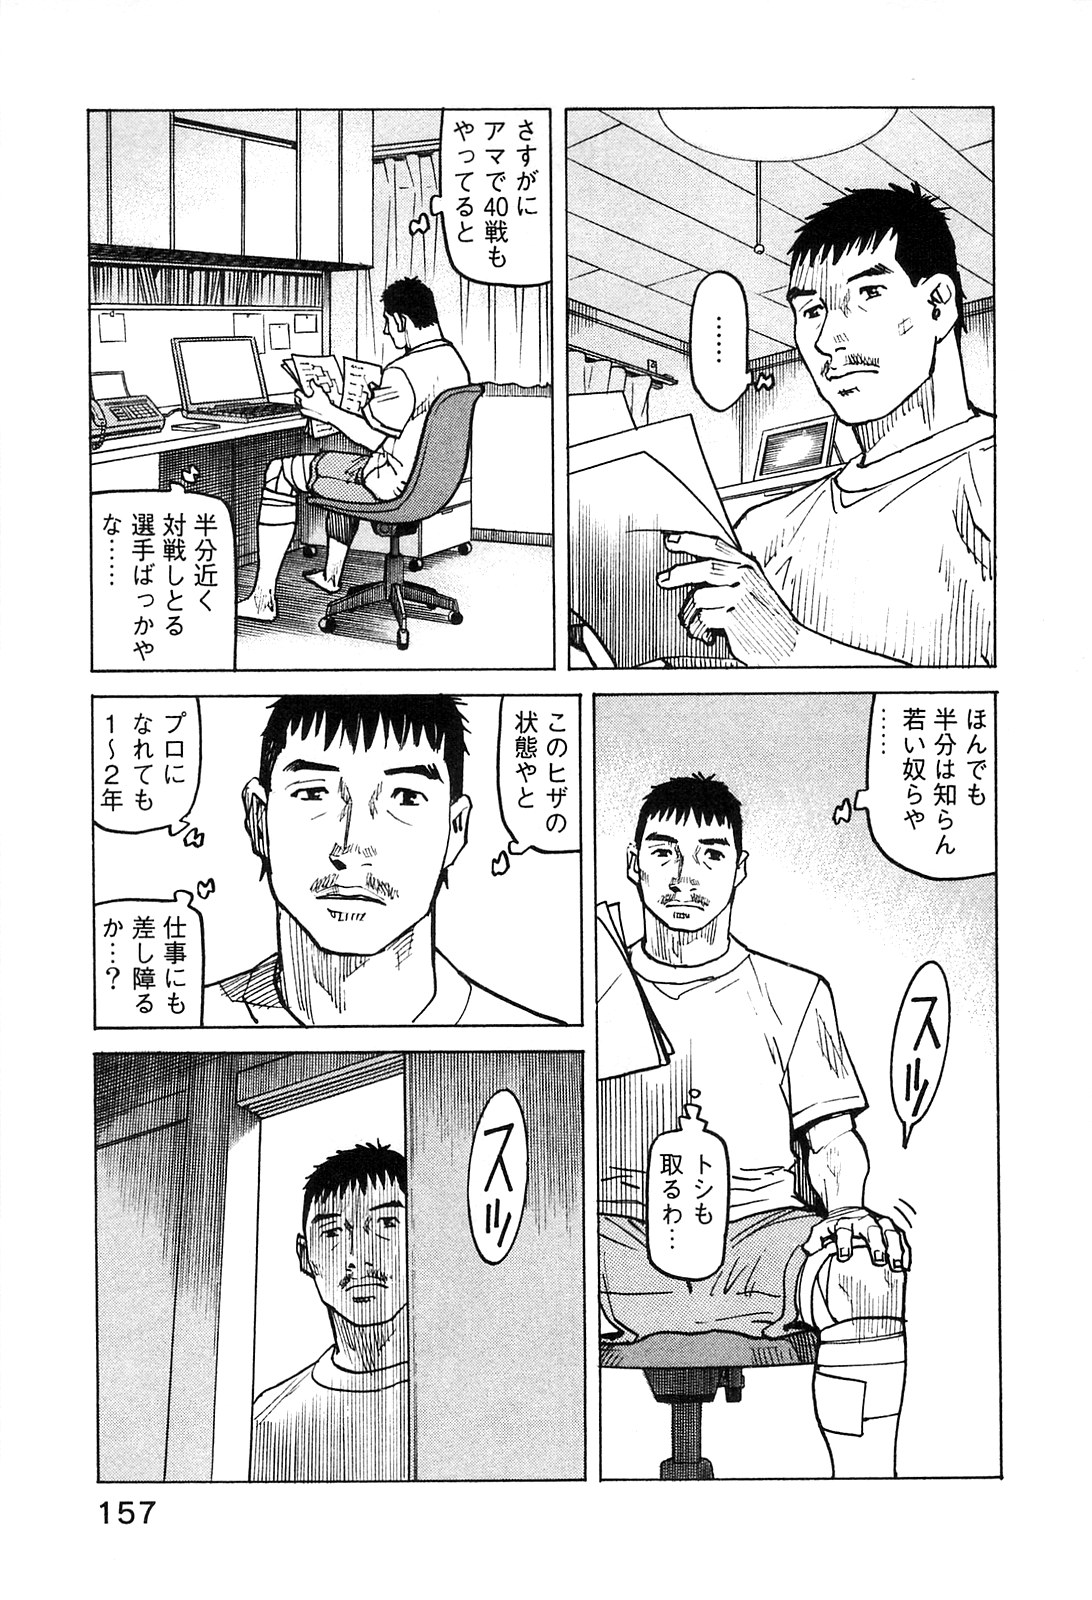 ……
さすがに
アマで40戦も
やってると
半分近く
対戦しとる
選手ばっかや
な……
ほんでも
半分は知らん
若い奴らや
……
スッ
トシも
取るわ…
このヒザの
状態やと
プロに
なれても
1〜2年
仕事にも
差し障る
か…?
スッ
157